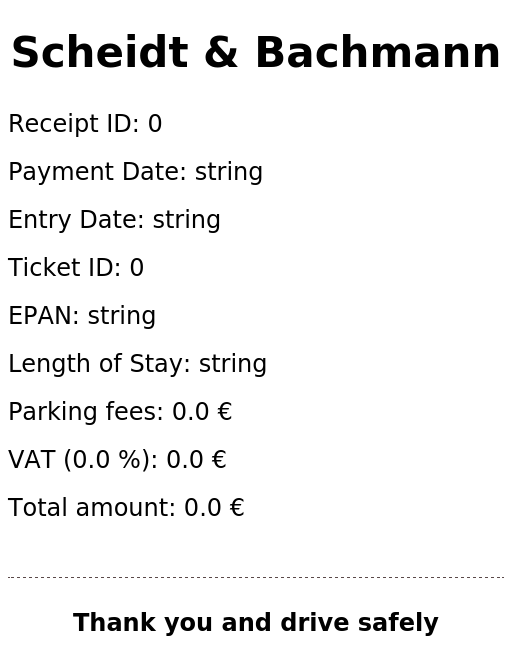 Scheidt & Bachmann
Receipt ID: 0
Payment Date: string
Entry Date: string
Ticket ID: 0
EPAN: string
Length of Stay: string
Parking fees: 0.0 €
VAT (0.0 %): 0.0 €
Total amount: 0.0 €
Thank you and drive safely